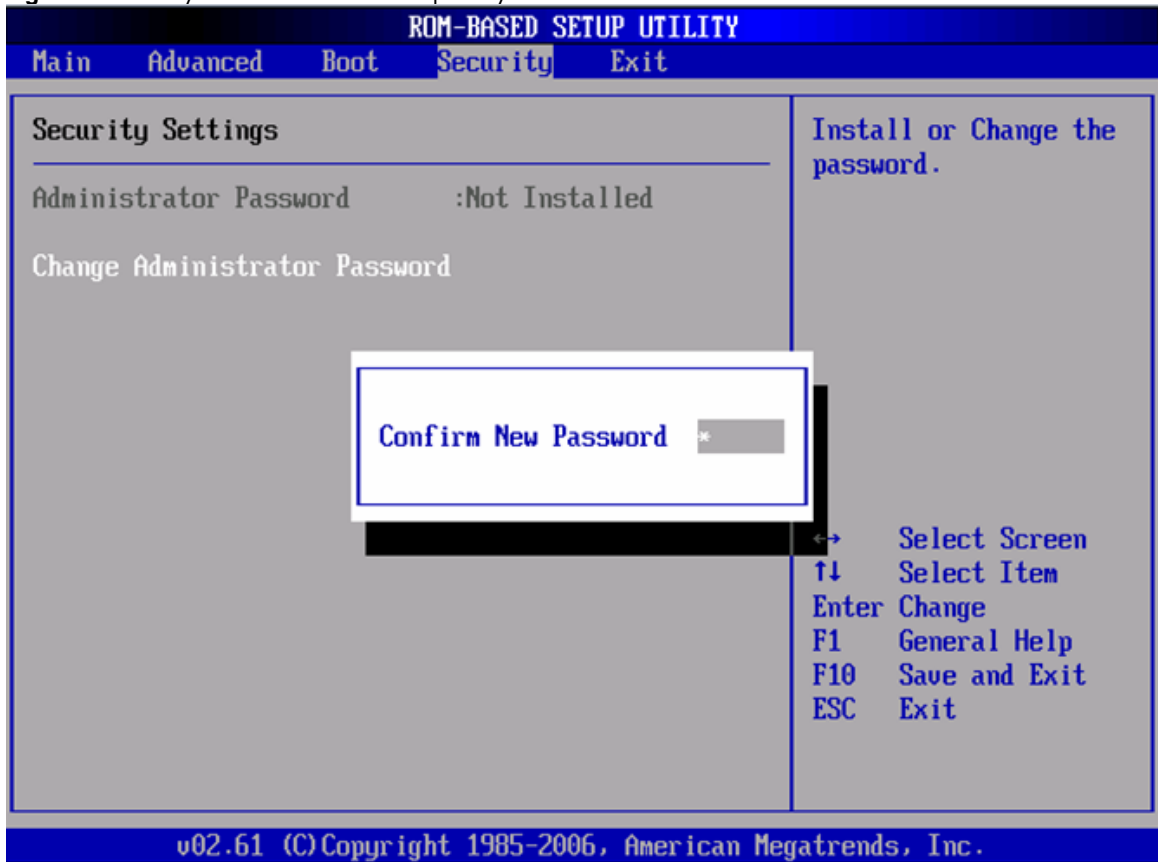 ROM-BASED SETUP UTILITY
Main Advanced Boot Security Exit
Security Settings
Administrator Password :Not Installed
Change Administrator Password
Confirm New Password *
Install or Change the
password.
↔ Select Screen
↑↓ Select Item
Enter Change
F1 General Help
F10 Save and Exit
ESC Exit
v02.61 (C)Copyright 1985-2006, American Megatrends, Inc.